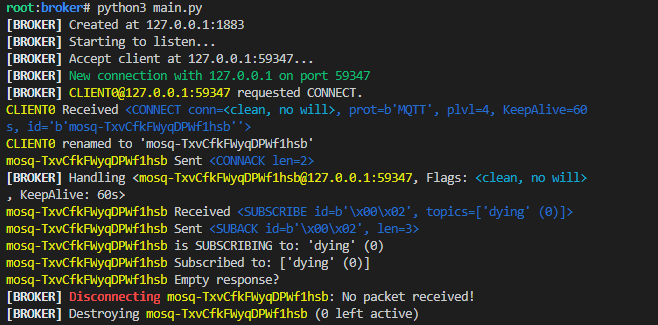 root:broker# python3 main.py
[BROKER] Created at 127.0.0.1:1883
[BROKER] Starting to listen...
[BROKER] Accept client at 127.0.0.1:59347...
[BROKER] New connection with 127.0.0.1 on port 59347
[BROKER] CLIENT0@127.0.0.1:59347 requested CONNECT.
CLIENT0 Received <CONNECT conn=<clean, no will>, prot=b'MQTT', plvl=4, KeepAlive=60
s, id='b'mosq-TxvCfkFWyqDPWf1hsb''>
CLIENT0 renamed to 'mosq-TxvCfkFWyqDPWf1hsb'
mosq-TxvCfkFWyqDPWf1hsb Sent <CONNACK len=2>
[BROKER] Handling <mosq-TxvCfkFWyqDPWf1hsb@127.0.0.1:59347, Flags: <clean, no will>
, KeepAlive: 60s>
mosq-TxvCfkFWyqDPWf1hsb Received <SUBSCRIBE id=b'\x00\x02', topics=['dying' (0)]>
mosq-TxvCfkFWyqDPWf1hsb Sent <SUBACK id=b'\x00\x02', len=3>
mosq-TxvCfkFWyqDPWf1hsb is SUBSCRIBING to: 'dying' (0)
mosq-TxvCfkFWyqDPWf1hsb Subscribed to: ['dying' (0)]
mosq-TxvCfkFWyqDPWf1hsb Empty response?
[BROKER] Disconnecting mosq-TxvCfkFWyqDPWf1hsb: No packet received!
[BROKER] Destroying mosq-TxvCfkFWyqDPWf1hsb (0 left active)